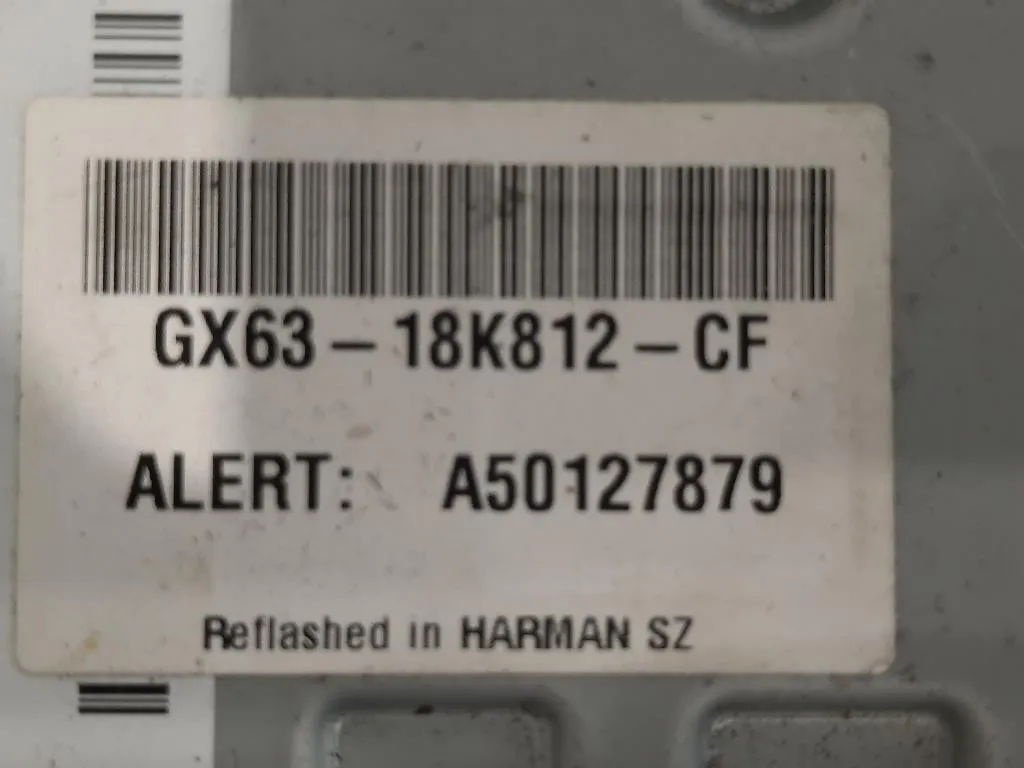 GX63-18K812-CF
ALERT: A50127879
Reflashed in HARMAN SZ